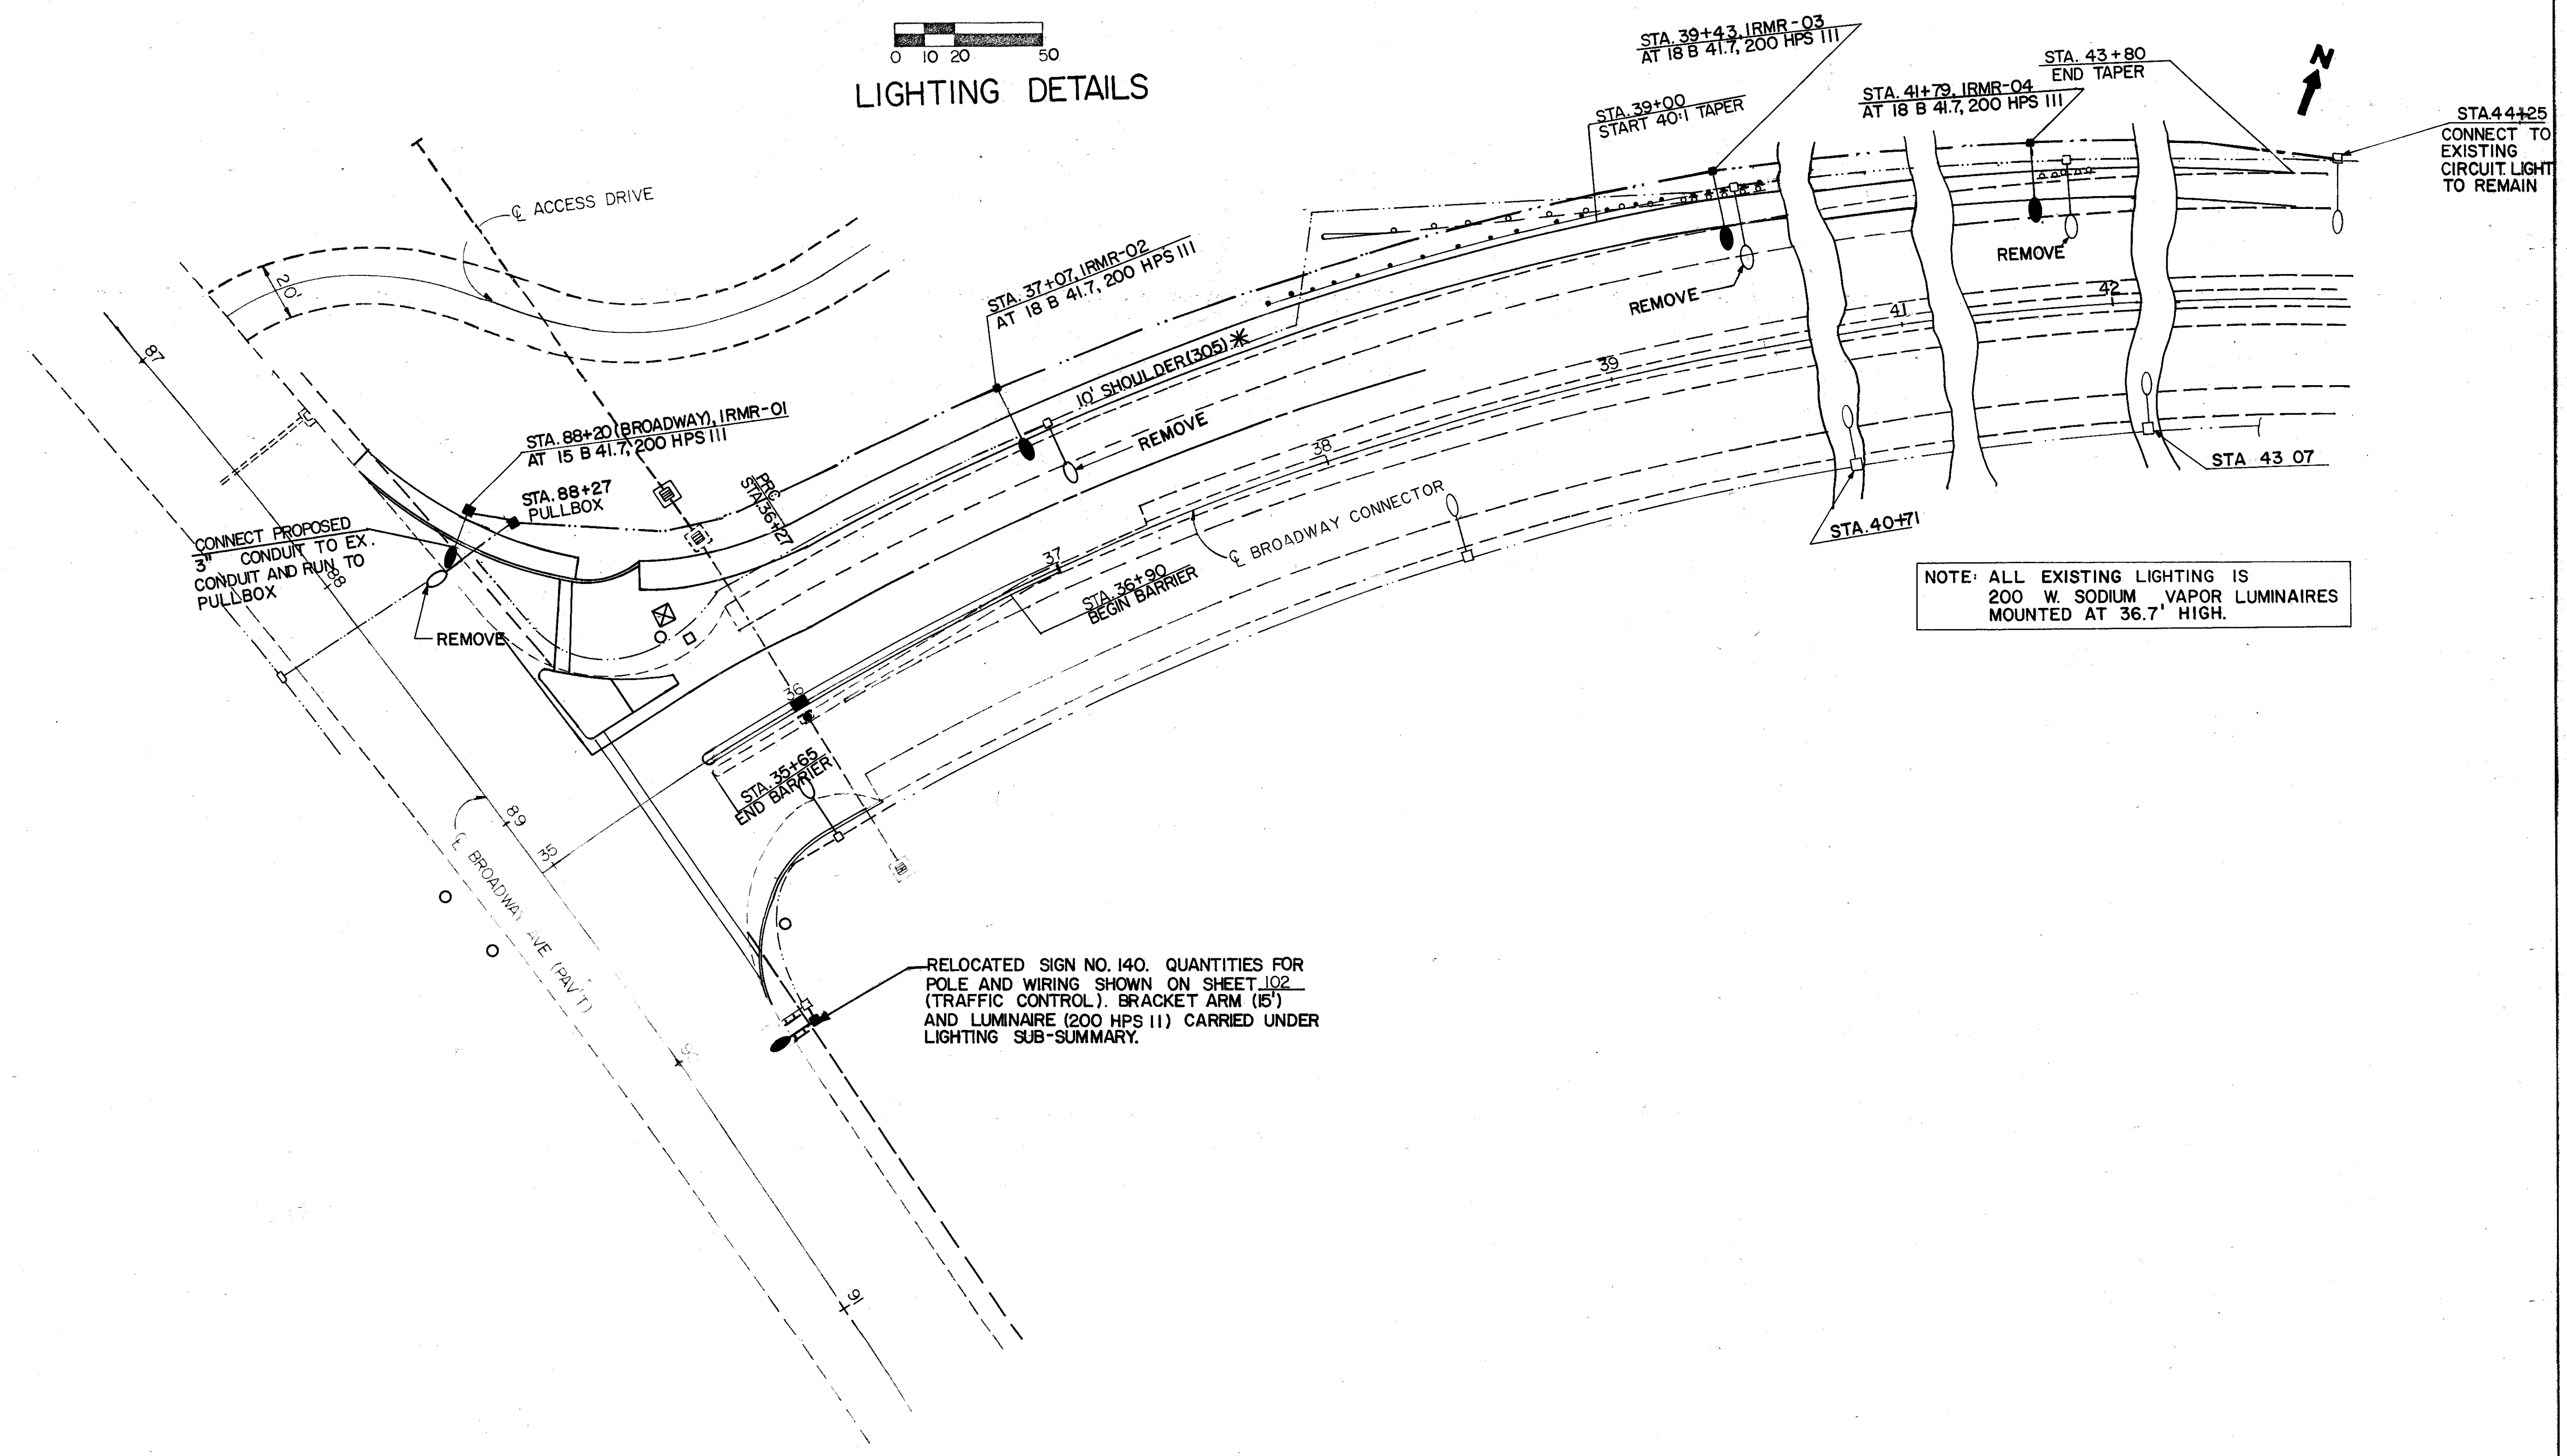 0 10 20 50
LIGHTING DETAILS
STA. 39+43, IRMR-03
AT 18 B 41.7, 200 HPS III
STA. 43+80
END TAPER
N
STA. 39+00
START 40:1 TAPER
STA. 41+79, IRMR-04
AT 18 B 41.7, 200 HPS III
STA.44+25
CONNECT TO
EXISTING
CIRCUIT. LIGHT
TO REMAIN
℄ ACCESS DRIVE
20'
STA. 37+07, IRMR-02
AT 18 B 41.7, 200 HPS III
REMOVE
REMOVE
87
10' SHOULDER(305) *
41
42
39
STA. 88+20 (BROADWAY), IRMR-01
AT 15 B 41.7, 200 HPS III
REMOVE
38
STA 43 07
STA. 88+27
PULLBOX
PRC
STA.36+27
CONNECT PROPOSED
3" CONDUIT TO EX.
CONDUIT AND RUN TO
PULLBOX
88
℄ BROADWAY CONNECTOR
STA.40+71
37
STA. 36+90
BEGIN BARRIER
NOTE: ALL EXISTING LIGHTING IS
200 W. SODIUM VAPOR LUMINAIRES
MOUNTED AT 36.7' HIGH.
REMOVE
36
STA. 35+65
END BARRIER
89
35
℄ BROADWAY AVE (PAV'T)
RELOCATED SIGN NO. 140. QUANTITIES FOR
POLE AND WIRING SHOWN ON SHEET 102
(TRAFFIC CONTROL). BRACKET ARM (15')
AND LUMINAIRE (200 HPS II) CARRIED UNDER
LIGHTING SUB-SUMMARY.
91